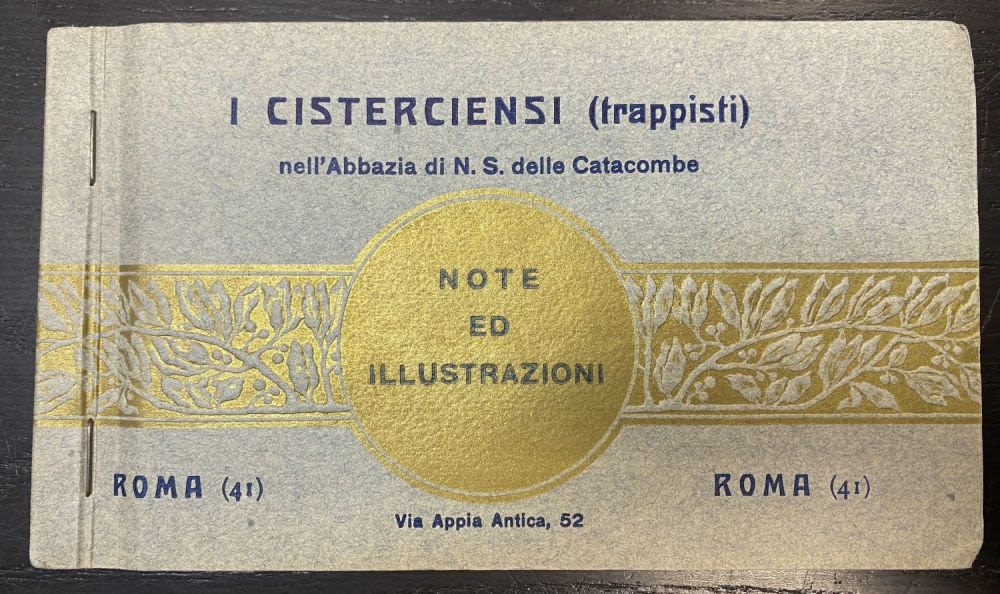 I CISTERCIENSI (trappisti)
nell'Abbazia di N. S. delle Catacombe
NOTE
ED
ILLUSTRAZIONI
ROMA (41)
ROMA (41)
Via Appia Antica, 52